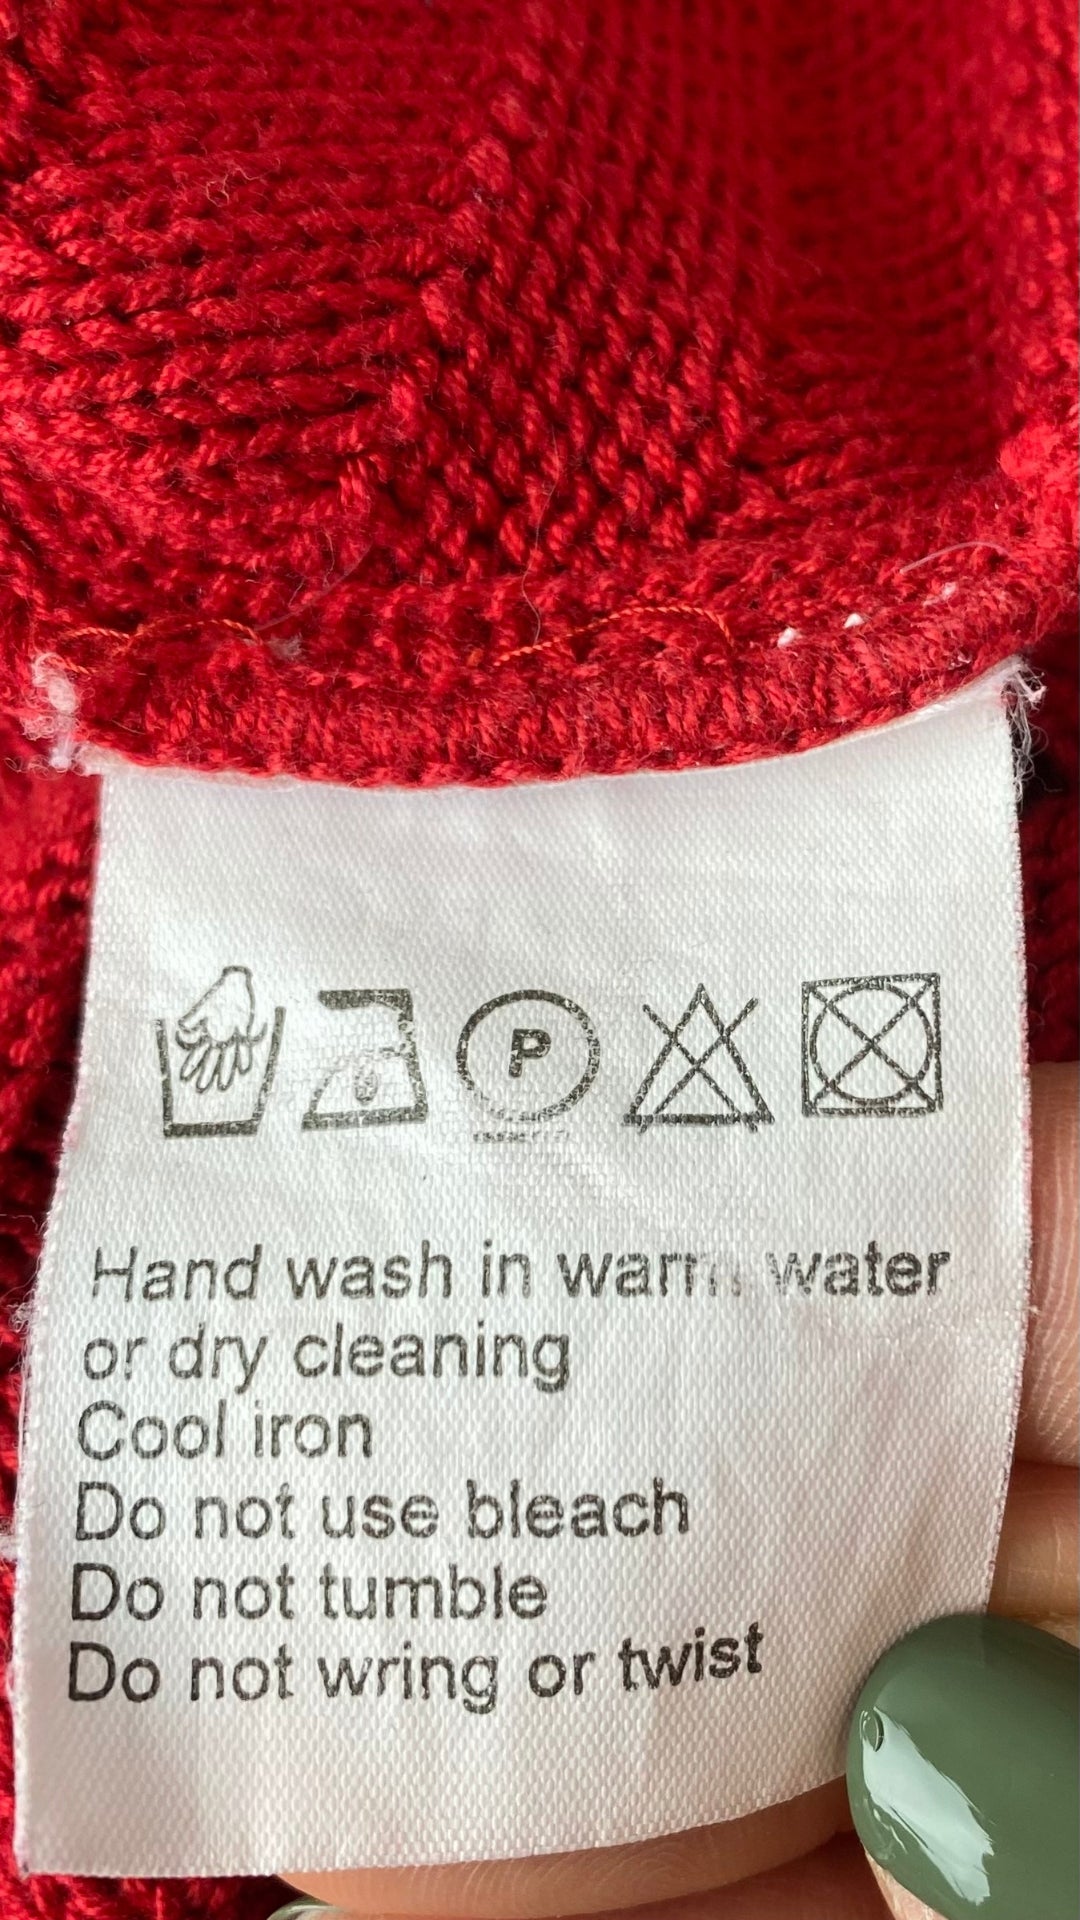 P
Hand wash in warm water
or dry cleaning
Cool iron
Do not use bleach
Do not tumble
Do not wring or twist